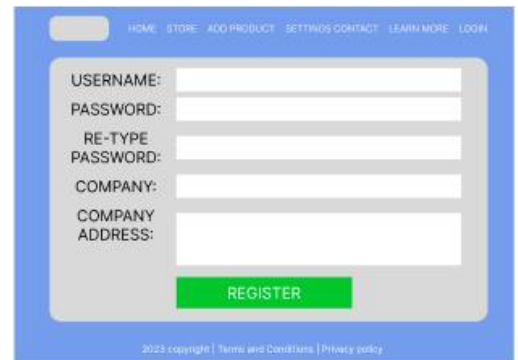 HOME STORE ADD PRODUCT SETTINGS CONTACT LEARN MORE LOGIN
USERNAME:
PASSWORD:
RE-TYPE
PASSWORD:
COMPANY:
COMPANY
ADDRESS:
REGISTER
2023 copyright | Terms and Conditions | Privacy policy